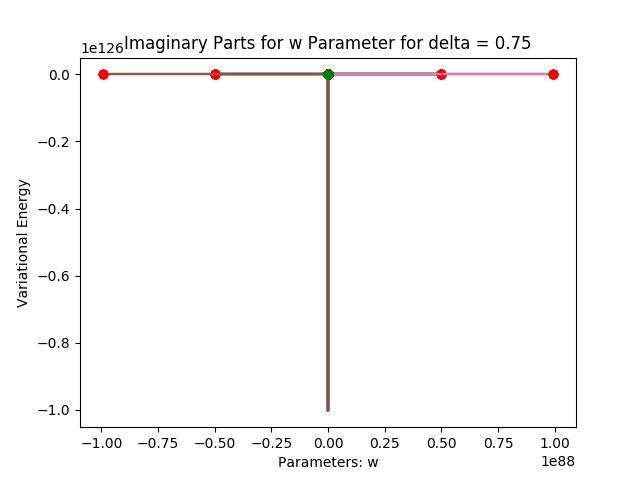 Imaginary Parts for w Parameter for delta = 0.75
1e126
0.0
−0.2
−0.4
−0.6
−0.8
−1.0
Variational Energy
−1.00 −0.75 −0.50 −0.25 0.00 0.25 0.50 0.75 1.00
1e88
Parameters: w